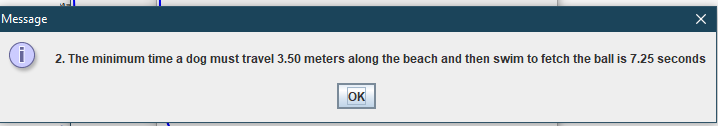 Message
2. The minimum time a dog must travel 3.50 meters along the beach and then swim to fetch the ball is 7.25 seconds
OK